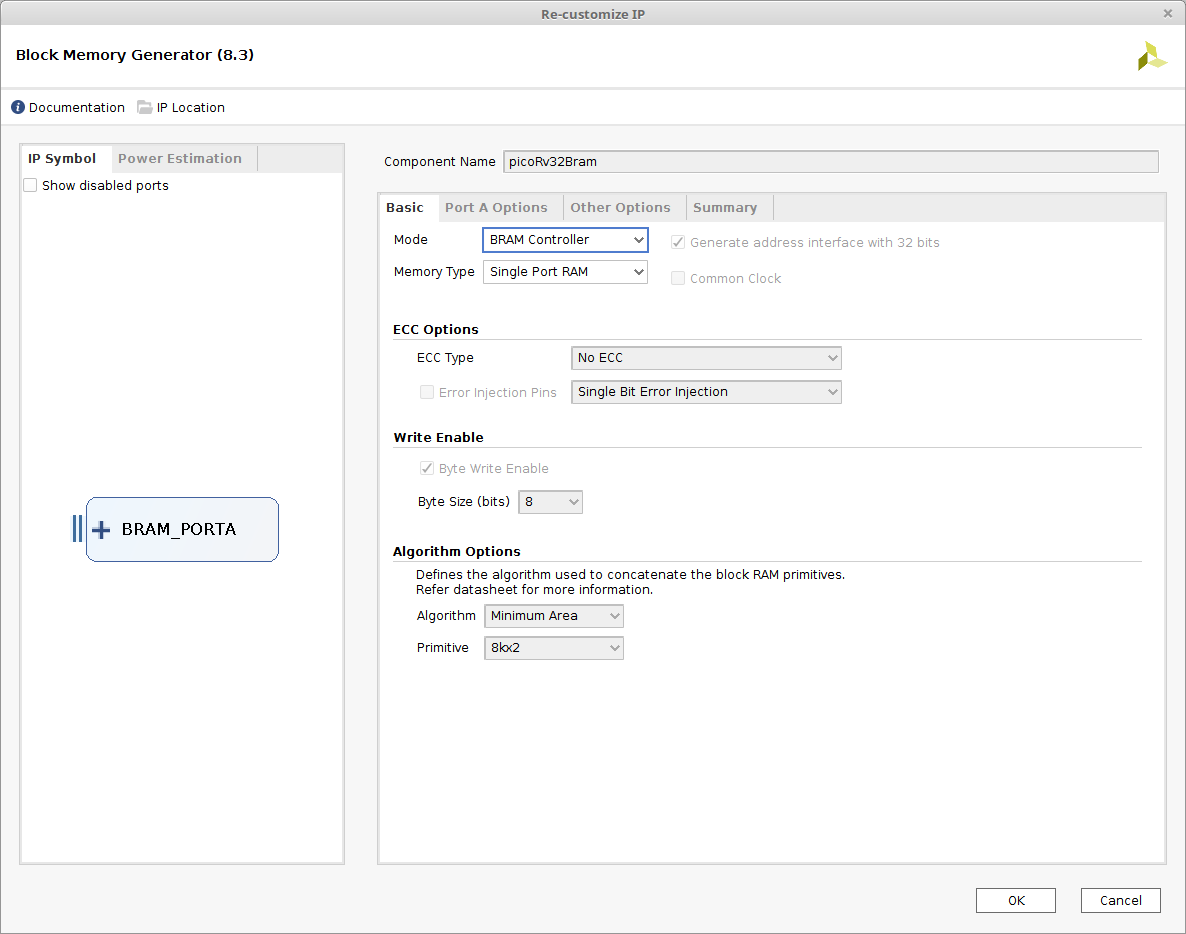 Re-customize IP
Block Memory Generator (8.3)
Documentation IP Location
IP Symbol Power Estimation
Show disabled ports
BRAM_PORTA
Component Name picoRv32Bram
Basic Port A Options Other Options Summary
Mode BRAM Controller Generate address interface with 32 bits
Memory Type Single Port RAM Common Clock
ECC Options
ECC Type No ECC
Error Injection Pins Single Bit Error Injection
Write Enable
Byte Write Enable
Byte Size (bits) 8
Algorithm Options
Defines the algorithm used to concatenate the block RAM primitives.
Refer datasheet for more information.
Algorithm Minimum Area
Primitive 8kx2
OK Cancel